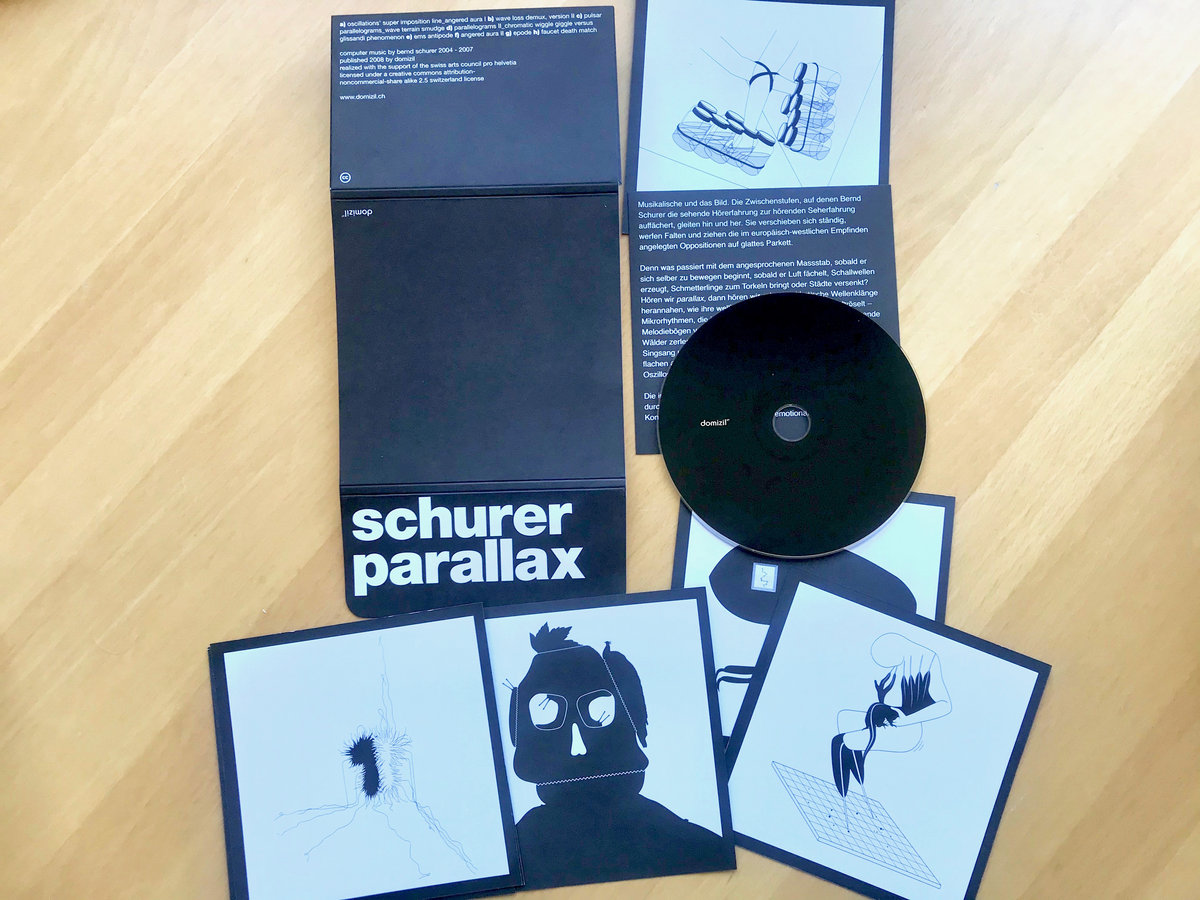 a) oscillations' super imposition line_angered aura I b) wave loss demux, version II c) pulsar
parallelograms_wave terrain smudge d) parallelograms II_chromatic wiggle giggle versus
glissandi phenomenon e) ems antipode f) angered aura II g) epode h) faucet death match
computer music by bernd schurer 2004 - 2007
published 2008 by domizil
realized with the support of the swiss arts council pro helvetia
licensed under a creative commons attribution-
noncommercial-share alike 2.5 switzerland license
www.domizil.ch
cc
domizil"
schurer
parallax
Musikalische und das Bild. Die Zwischenstufen, auf denen Bernd
Schurer die sehende Hörerfahrung zur hörenden Seherfahrung
auffächert, gleiten hin und her. Sie verschieben sich ständig,
werfen Falten und ziehen die im europäisch-westlichen Empfinden
angelegten Oppositionen auf glattes Parkett.
Denn was passiert mit dem angesprochenen Massstab, sobald er
sich selber zu bewegen beginnt, sobald er Luft fächelt, Schallwellen
erzeugt, Schmetterlinge zum Torkeln bringt oder Städte versenkt?
Hören wir parallax, dann hören Wellenklänge
herannahen, wie ihre –
Mikrorhythmen, die
Melodiebögen
Wälder
Singsang
flachen
Die
domizil"
emotional